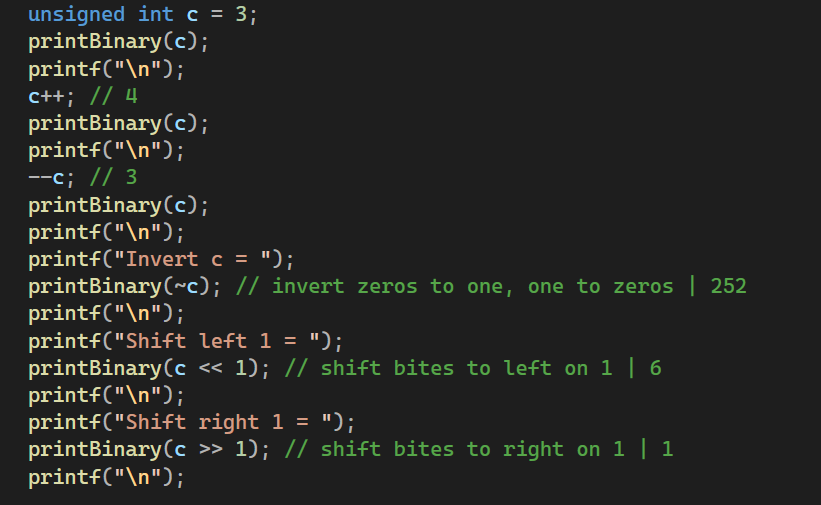 unsigned int c = 3;
printBinary(c);
printf("\n");
c++; // 4
printBinary(c);
printf("\n");
--c; // 3
printBinary(c);
printf("\n");
printf("Invert c = ");
printBinary(~c); // invert zeros to one, one to zeros | 252
printf("\n");
printf("Shift left 1 = ");
printBinary(c << 1); // shift bites to left on 1 | 6
printf("\n");
printf("Shift right 1 = ");
printBinary(c >> 1); // shift bites to right on 1 | 1
printf("\n");